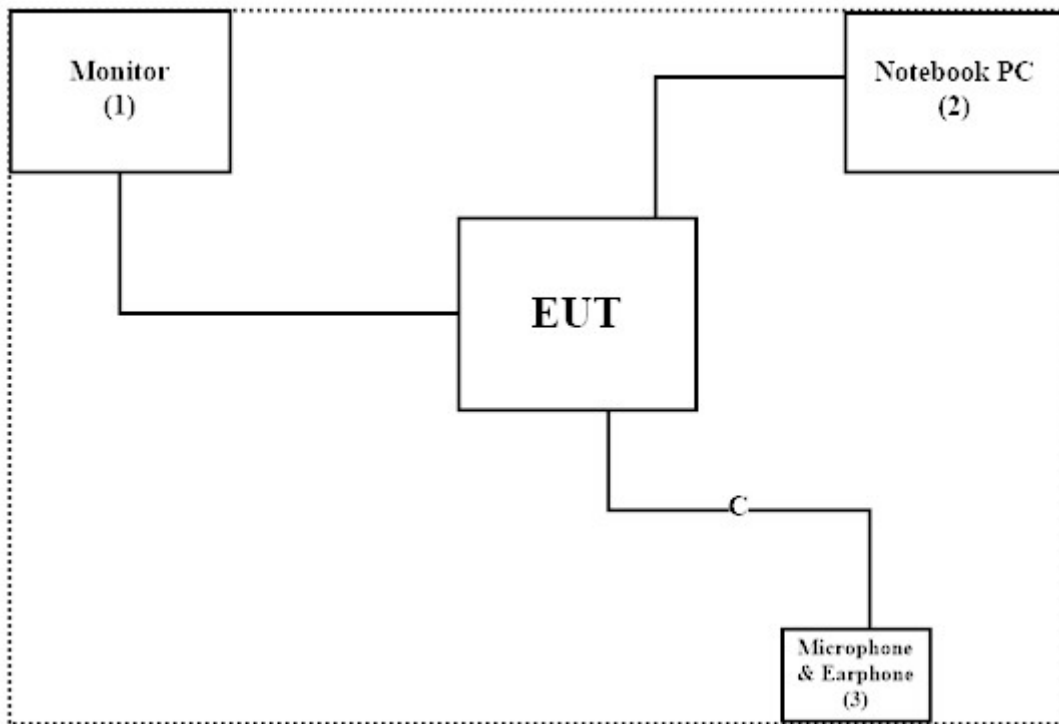 Monitor
(1)
Notebook PC
(2)
EUT
C
Microphone
& Earphone
(3)